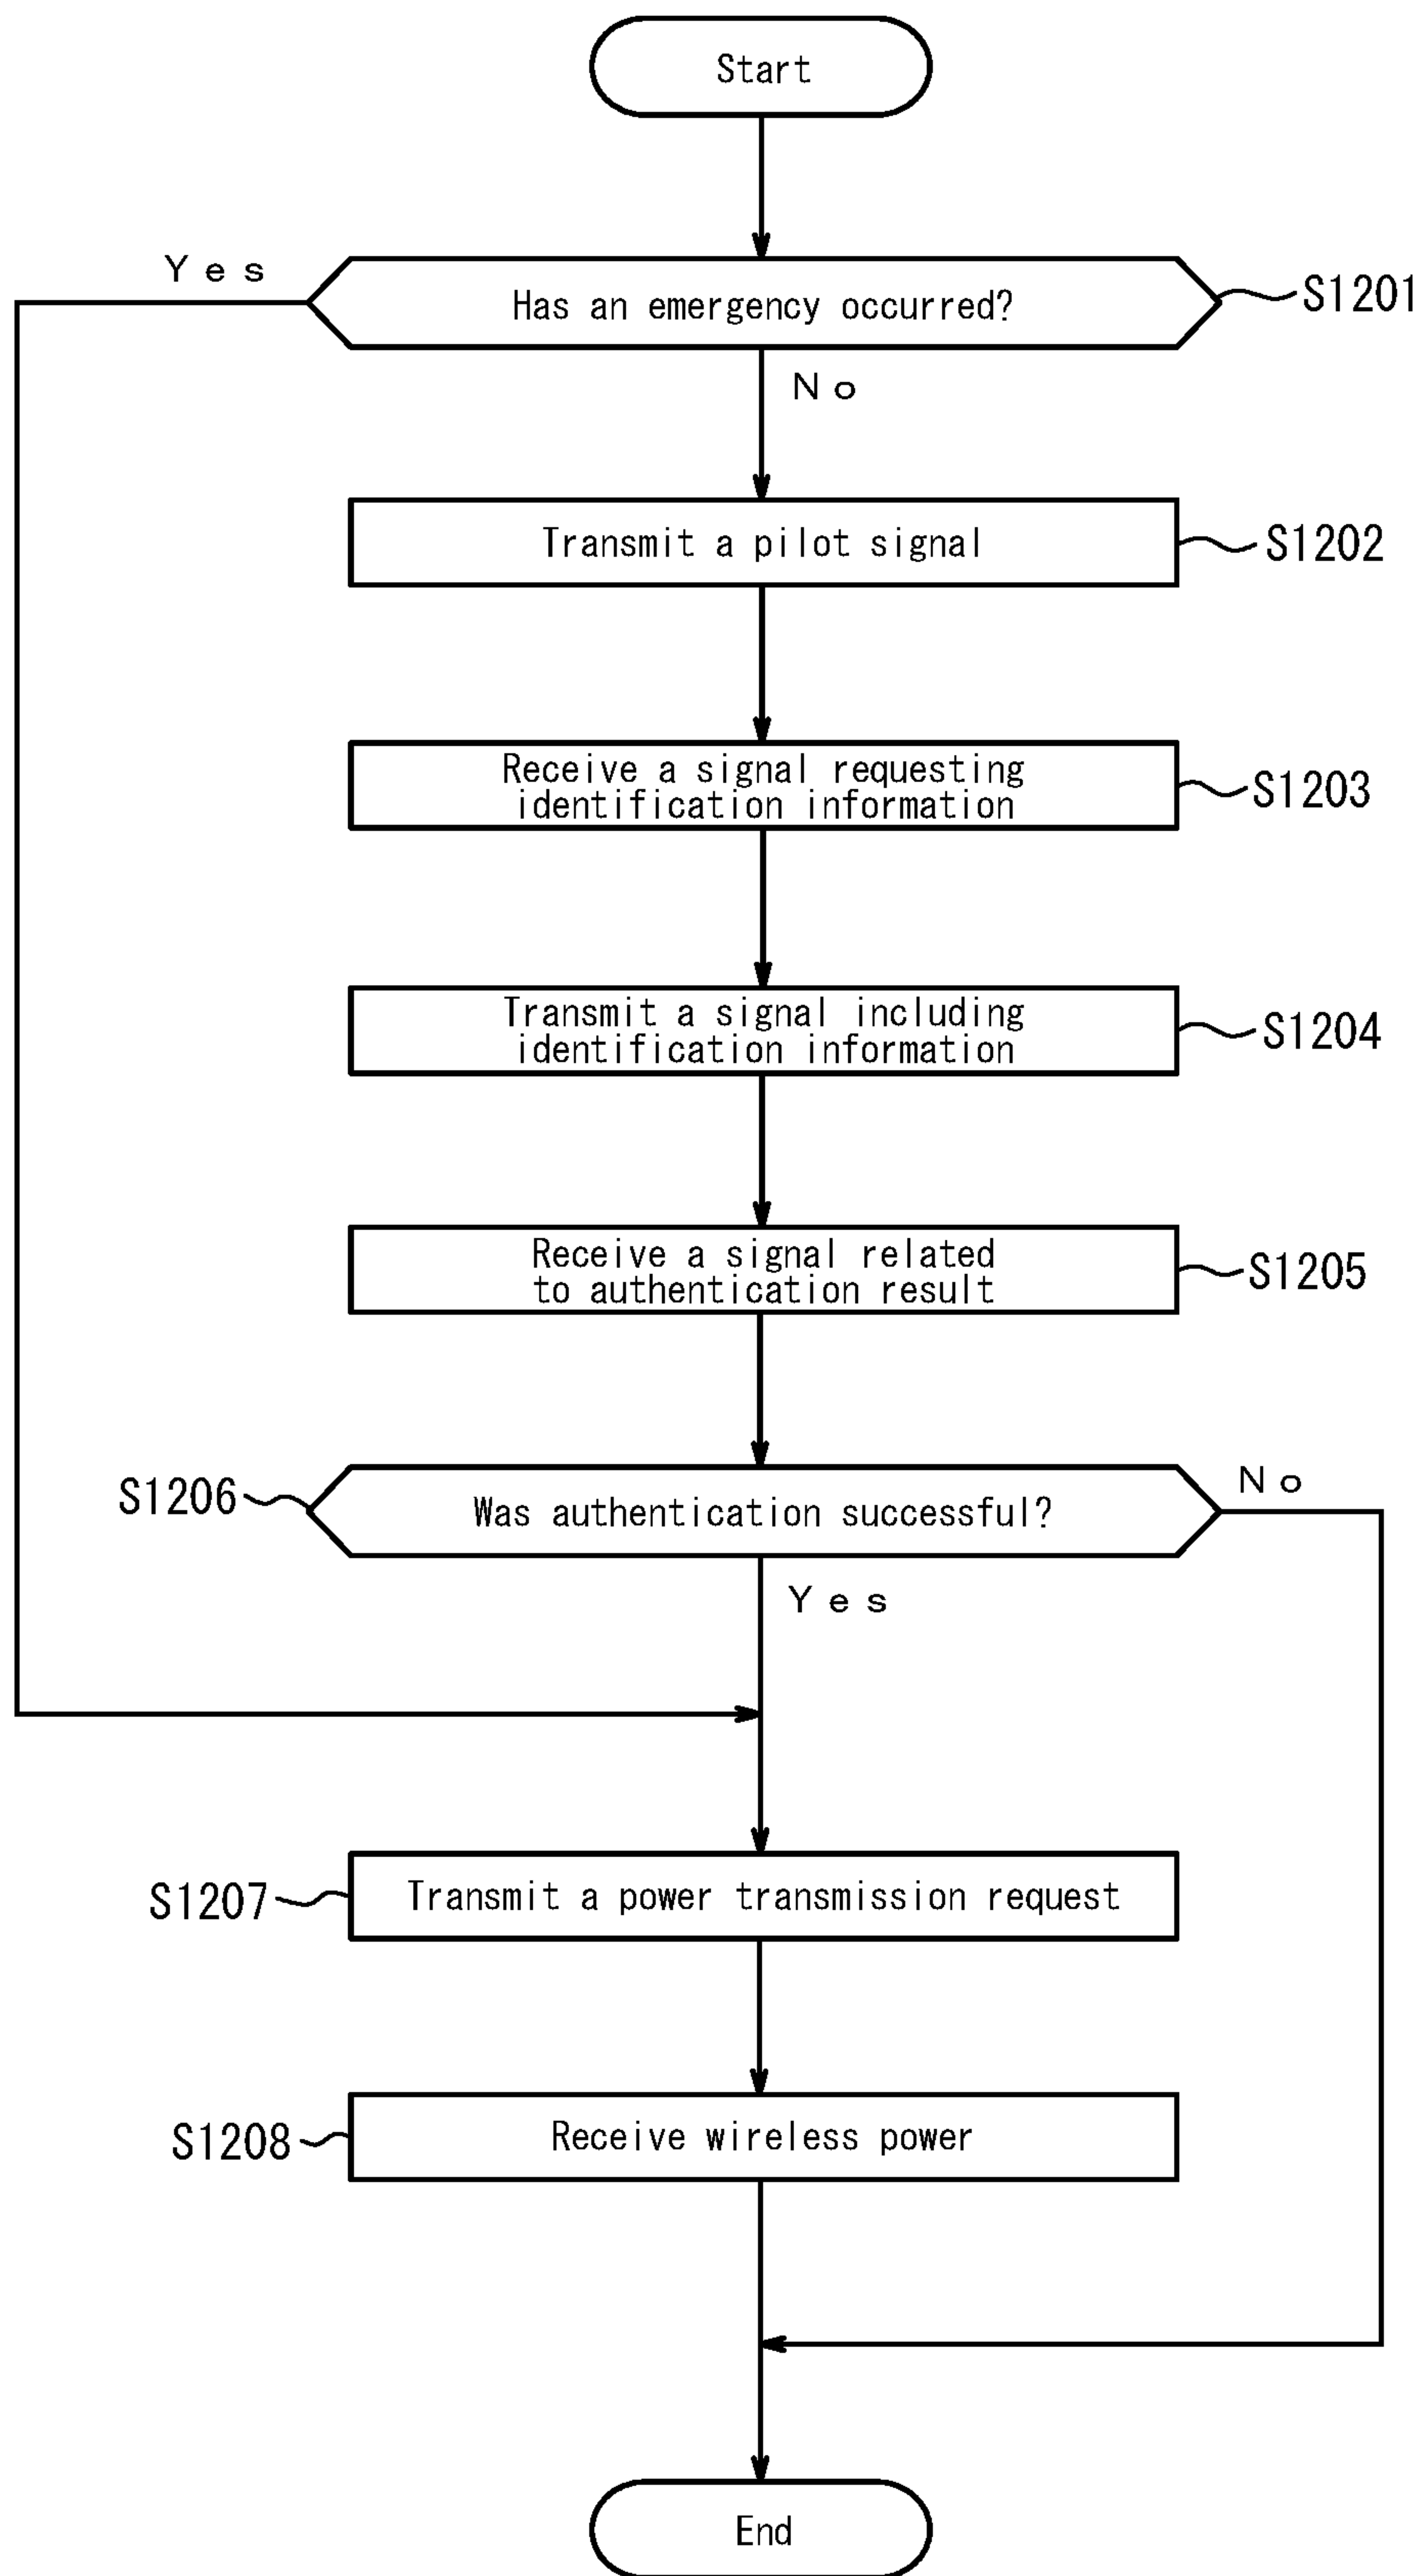 Start
Yes
Has an emergency occurred?
S1201
No
Transmit a pilot signal
S1202
Receive a signal requesting
identification information
S1203
Transmit a signal including
identification information
S1204
Receive a signal related
to authentication result
S1205
S1206
Was authentication successful?
No
Yes
S1207
Transmit a power transmission request
S1208
Receive wireless power
End